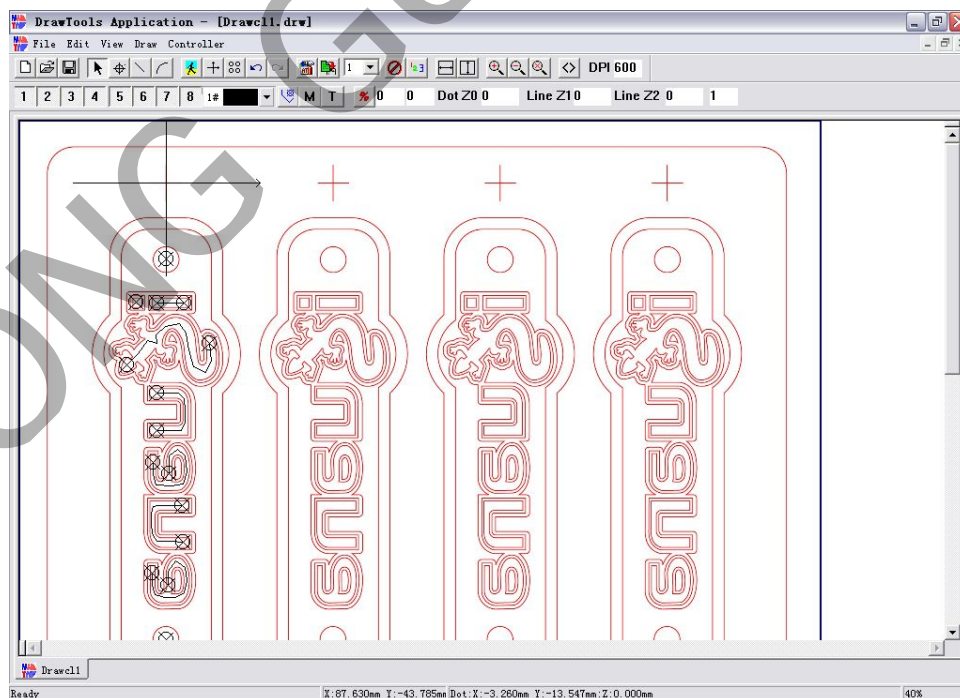 DrawTools Application - [Drawcl1.drw]
File Edit View Draw Controller
1 DPI 600
1 2 3 4 5 6 7 8 1# M T % 0 0 Dot Z0 0 Line Z1 0 Line Z2 0 1
ONG GU
Drawcl1
Ready X:87.630mm Y:-43.785mm Dot:X:-3.260mm Y:-13.547mm:Z:0.000mm 40%